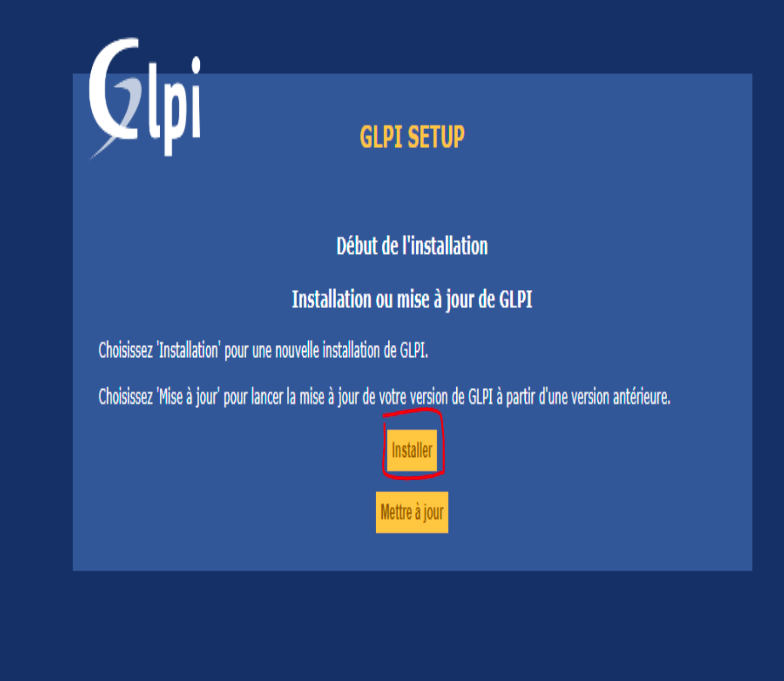 Glpi
GLPI SETUP
Début de l'installation
Installation ou mise à jour de GLPI
Choisissez 'Installation' pour une nouvelle installation de GLPI.
Choisissez 'Mise à jour' pour lancer la mise à jour de votre version de GLPI à partir d'une version antérieure.
Installer
Mettre à jour